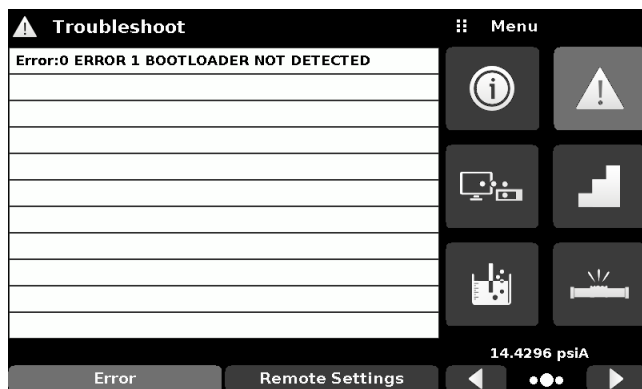 Troubleshoot
Menu
Error:0 ERROR 1 BOOTLOADER NOT DETECTED
14.4296 psiA
Error
Remote Settings